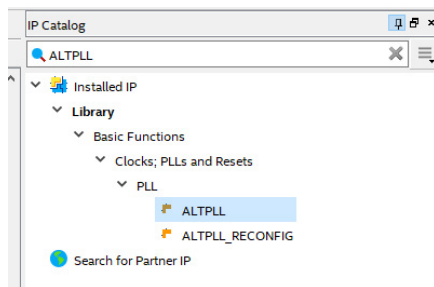 IP Catalog
ALTPLL
Installed IP
Library
Basic Functions
Clocks; PLLs and Resets
PLL
ALTPLL
ALTPLL_RECONFIG
Search for Partner IP